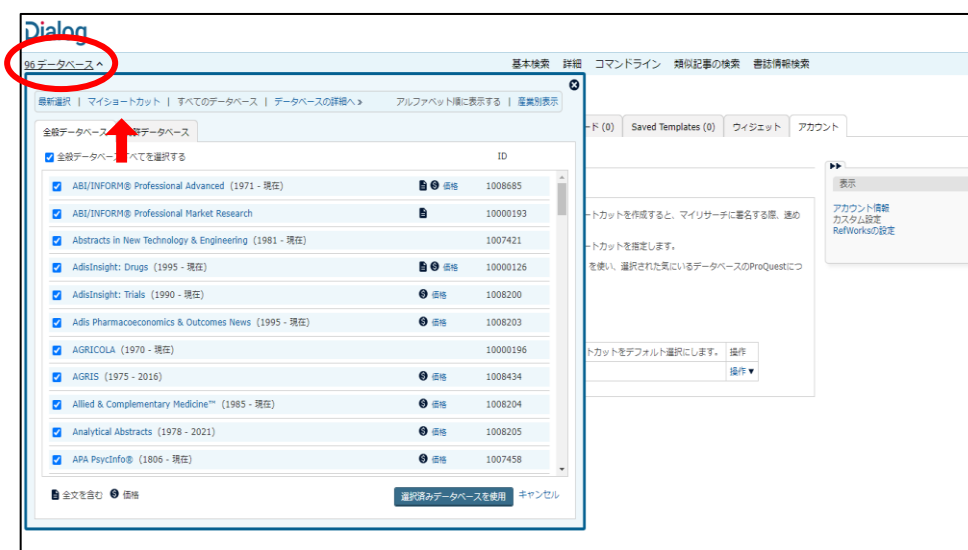 Dialog
96データベース ^
基本検索 詳細 コマンドライン 類似記事の検索 書誌情報検索
最新選択 | マイショートカット | すべてのデータベース | データベースの詳細へ »
アルファベット順に表示する | 産業別表示
全般データベース データベース
ード (0) Saved Templates (0) ウィジェット アカウント
全般データベース べてを選択する ID
ABI/INFORM® Professional Advanced (1971 - 現在) 価格 1008685
ABI/INFORM® Professional Market Research 10000193
Abstracts in New Technology & Engineering (1981 - 現在) 1007421
AdisInsight: Drugs (1995 - 現在) 価格 10000126
AdisInsight: Trials (1990 - 現在) 価格 1008200
Adis Pharmacoeconomics & Outcomes News (1995 - 現在) 価格 1008203
AGRICOLA (1970 - 現在) 10000196
AGRIS (1975 - 2016) 価格 1008434
Allied & Complementary Medicine™ (1985 - 現在) 価格 1008204
Analytical Abstracts (1978 - 2021) 価格 1008205
APA PsycInfo® (1806 - 現在) 価格 1007458
全文を含む 価格
選択済みデータベースを使用 キャンセル
ートカットを作成すると、マイリサーチに署名する際、進め
ートカットを指定します。
を使い、選択された気にいるデータベースのProQuestにつ
トカットをデフォルト選択にします。 操作
操作▼
表示
アカウント情報
カスタム設定
RefWorksの設定